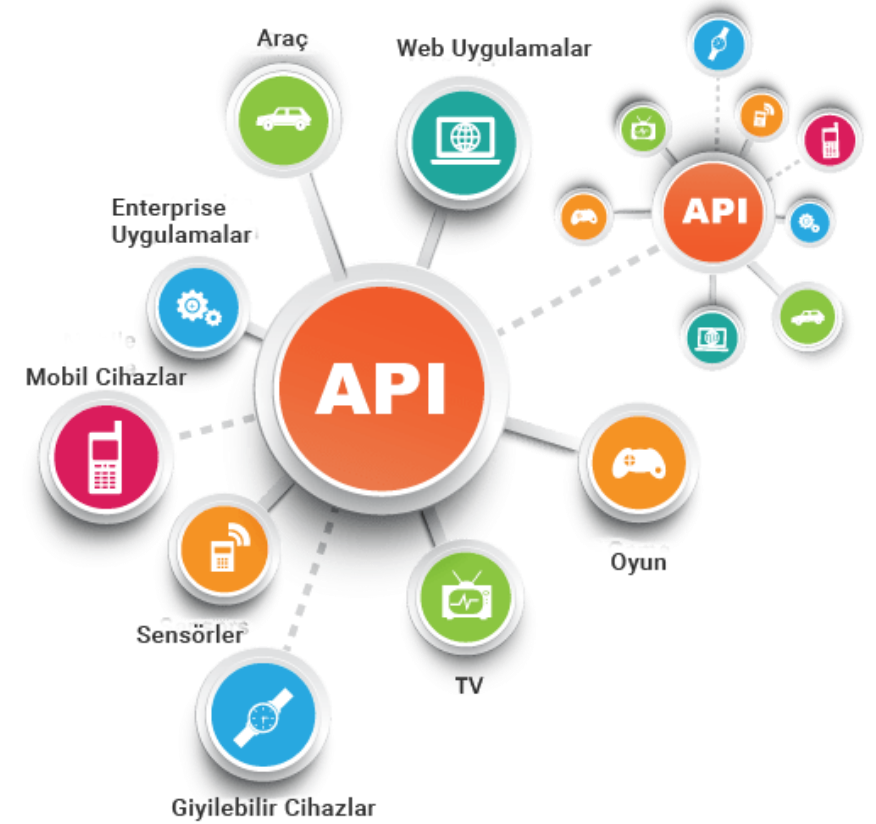 Araç
Web Uygulamalar
Enterprise
Uygulamalar
API
API
Mobil Cihazlar
Oyun
Sensörler
TV
Giyilebilir Cihazlar